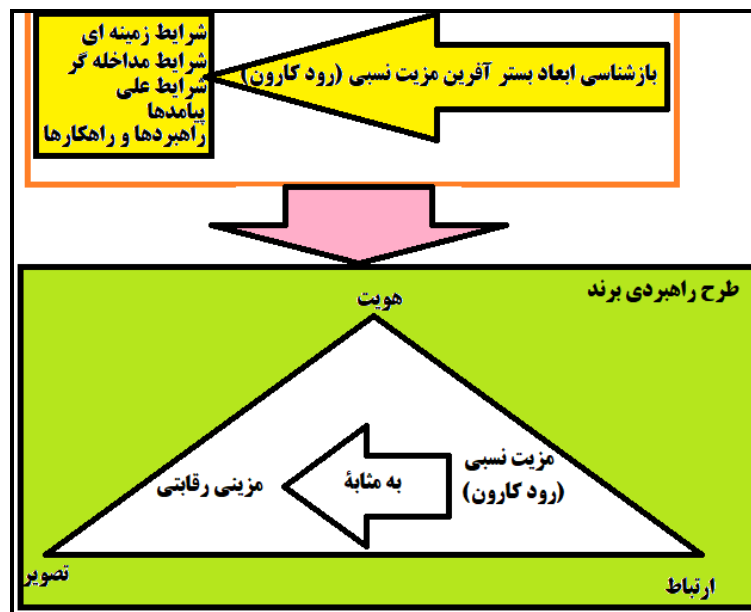 بازشناسی ابعاد بستر آفرین مزیت نسبی (رود کارون)
شرایط زمینه ای
شرایط مداخله گر
شرایط علی
پیامدها
راهبردها و راهکارها
طرح راهبردی برند
هویت
مزیت نسبی
(رود کارون)
به مثابهٔ
مزینی رقابتی
ارتباط
تصویر